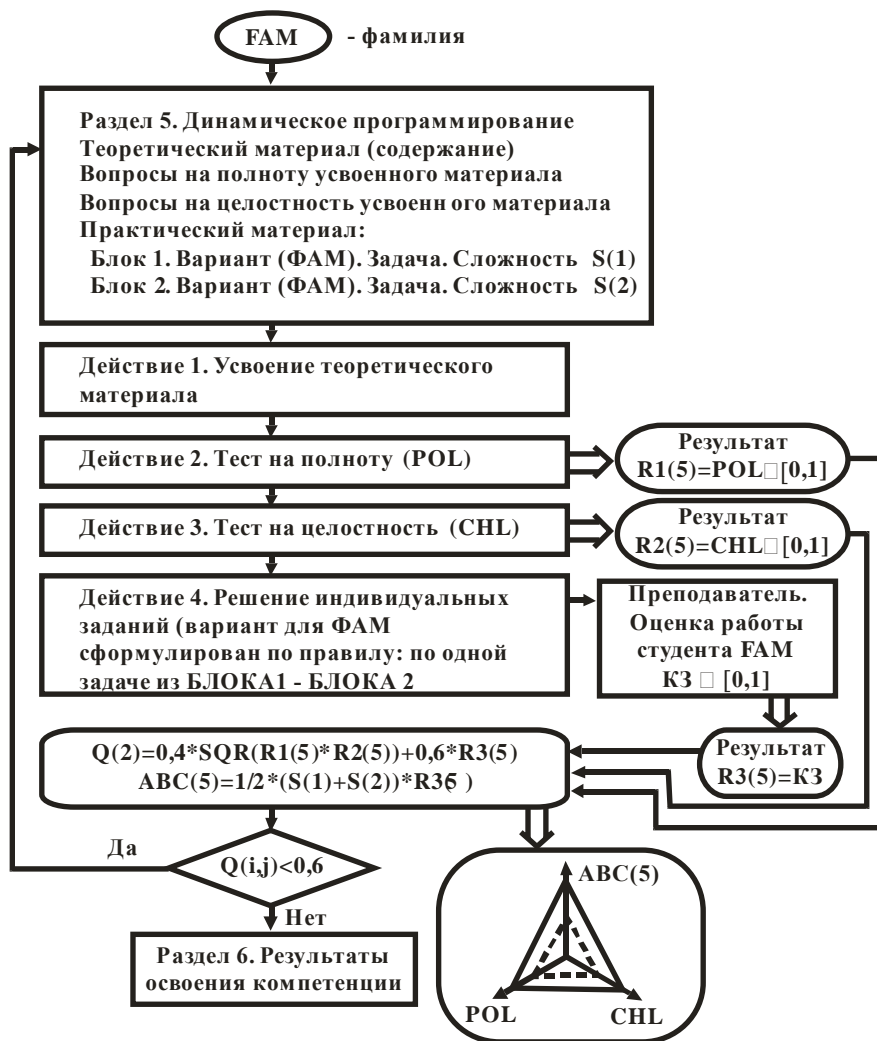 FAM - фамилия
Раздел 5. Динамическое программирование
Теоретический материал (содержание)
Вопросы на полноту усвоенного материала
Вопросы на целостность усвоенн ого материала
Практический материал:
Блок 1. Вариант (ФАМ). Задача. Сложность S(1)
Блок 2. Вариант (ФАМ). Задача. Сложность S(2)
Действие 1. Усвоение теоретического
материала
Действие 2. Тест на полноту (POL)
Результат
R1(5)=POL□[0,1]
Действие 3. Тест на целостность (CHL)
Результат
R2(5)=CHL□[0,1]
Действие 4. Решение индивидуальных
заданий (вариант для ФАМ
сформулирован по правилу: по одной
задаче из БЛОКА1 - БЛОКА 2
Преподаватель.
Оценка работы
студента FAM
КЗ □ [0,1]
Q(2)=0,4*SQR(R1(5)*R2(5))+0,6*R3(5)
ABC(5)=1/2*(S(1)+S(2))*R3б )
Результат
R3(5)=КЗ
Да
Q(i,j)<0,6
Нет
Раздел 6. Результаты
освоения компетенции
ABC(5)
POL
CHL